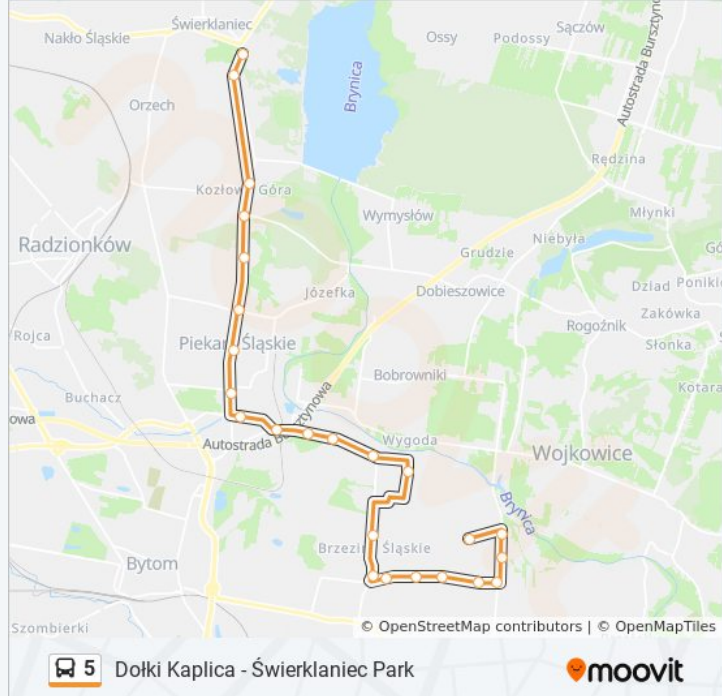 Świerklaniec
Nakło Śląskie
Ossy
Podossy
Sączów
Autostrada Bursztynowa
Brynica
Orzech
Rędzina
Kozłowa Góra
Wymysłów
Młynki
Radzionków
Niebyła
Grudzie
Józefka
Dobieszowice
Dziad
Poniki
Zakówka
Rojca
Rogoźnik
Piekary Śląskie
Słonka
Bobrowniki
Kotara
Buchacz
owa
Autostrada Bursztynowa
Wygoda
Wojkowice
Brynica
Brzeziny Śląskie
Bytom
Szombierki
© OpenStreetMap contributors | © OpenMapTiles
5 Dołki Kaplica - Świerklaniec Park
moovit